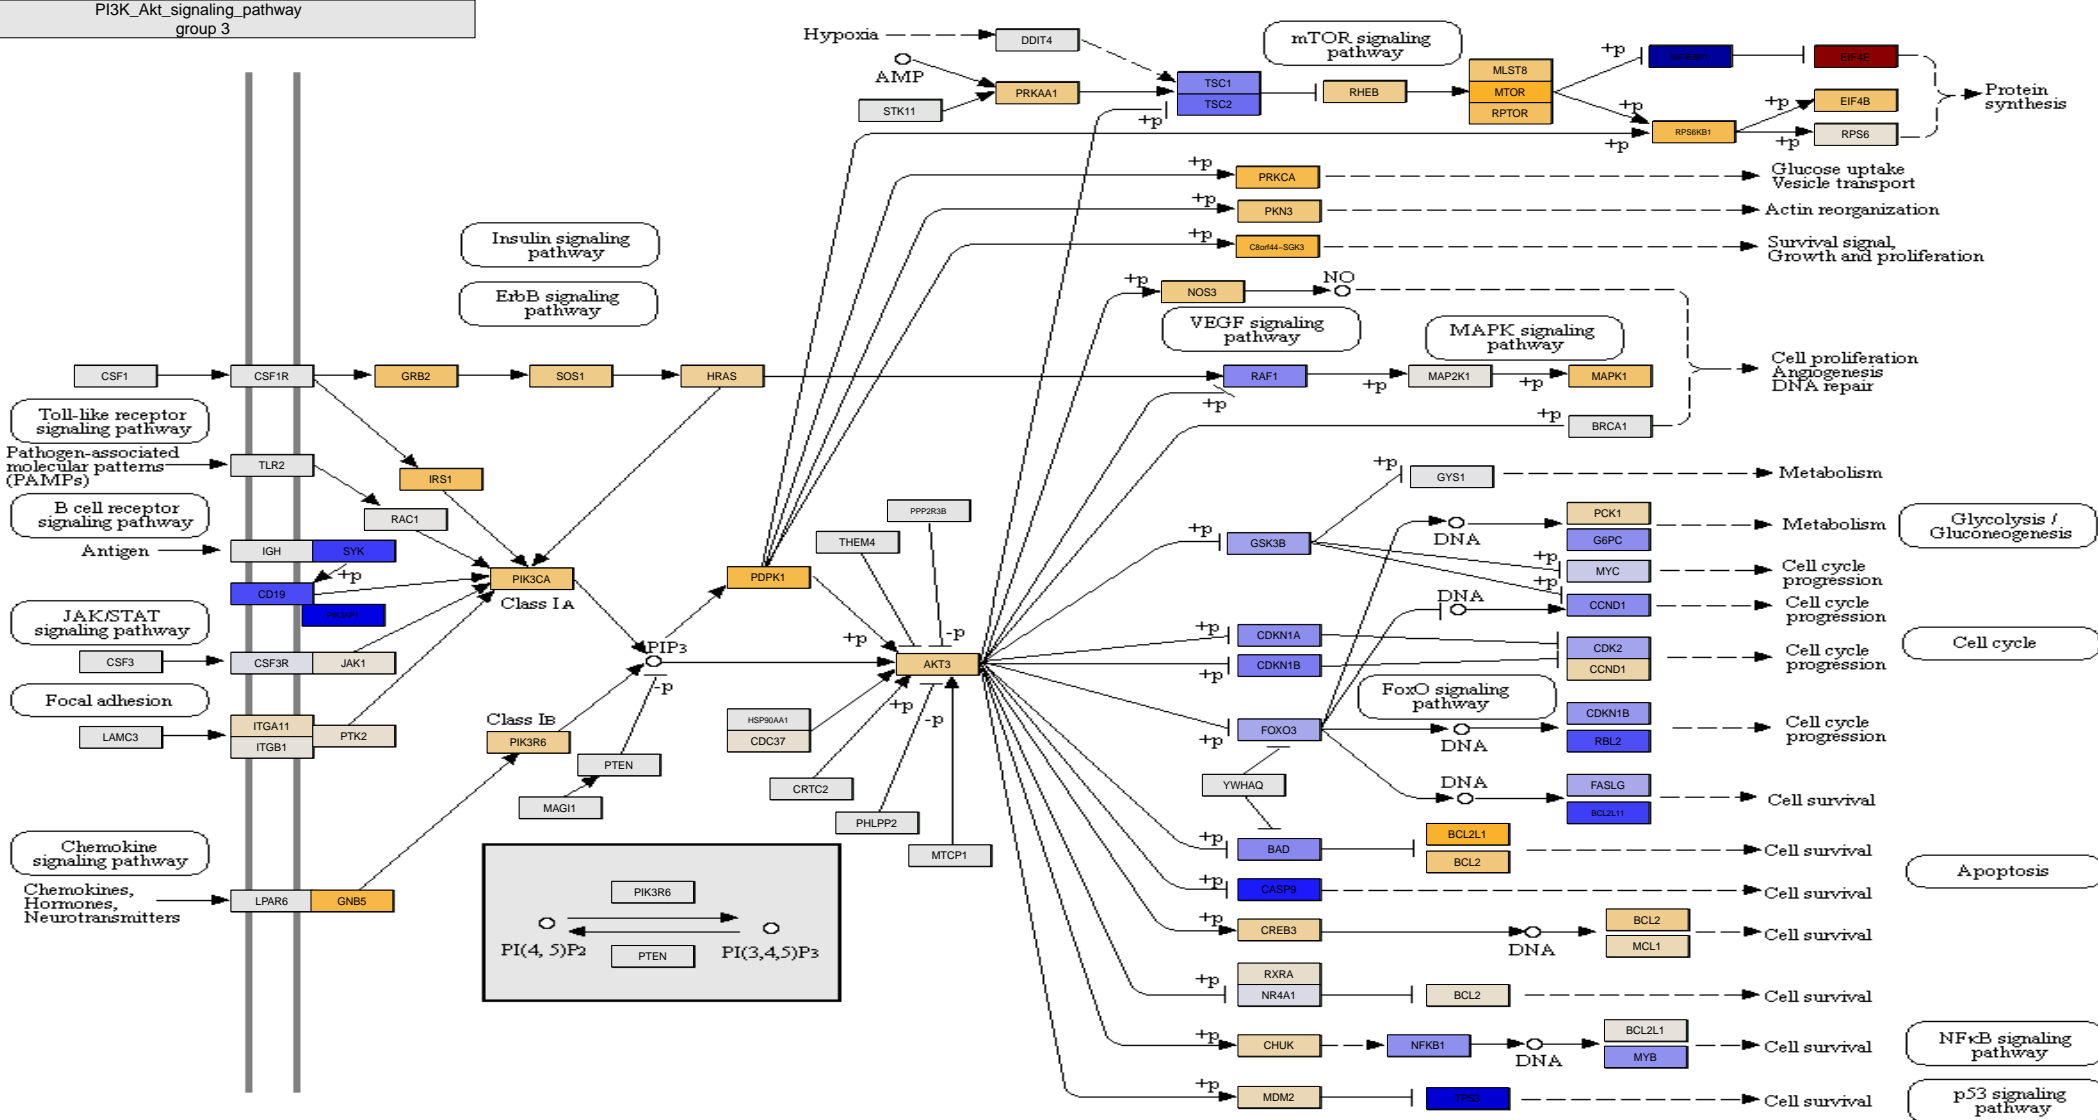 PI3K_Akt_signaling_pathway
group 3
Hypoxia
DDIT4
AMP
PRKAA1
STK11
TSC1
TSC2
+p
mTOR signaling
pathway
RHEB
MLST8
MTOR
RPTOR
+p
EIF4E
+p
+p
RPS6KB1
+p
EIF4B
+p
RPS6
Protein
synthesis
+p
PRKCA
Glucose uptake
Vesicle transport
+p
PKN3
Actin reorganization
+p
C8orf44-SGK3
Survival signal,
Growth and proliferation
Insulin signaling
pathway
ErbB signaling
pathway
+p
NOS3
NO
VEGF signaling
pathway
MAPK signaling
pathway
CSF1
CSF1R
GRB2
SOS1
HRAS
RAF1
+p
+p
MAP2K1
+p
MAPK1
Cell proliferation
Angiogenesis
DNA repair
+p
BRCA1
Toll-like receptor
signaling pathway
Pathogen-associated
molecular patterns
(PAMPs)
TLR2
IRS1
RAC1
B cell receptor
signaling pathway
Antigen
IGH
SYK
+p
CD19
PIK3CA
Class IA
JAK/STAT
signaling pathway
CSF3
CSF3R
JAK1
Focal adhesion
LAMC3
ITGA11
ITGB1
PTK2
Class IB
PIK3R6
PTEN
MAGI1
PIP3
-p
Chemokine
signaling pathway
Chemokines,
Hormones,
Neurotransmitters
LPAR6
GNB5
PDPK1
THEM4
PPP2R3B
+p
-p
AKT3
HSP90AA1
CDC37
+p
-p
CRTC2
PHLPP2
MTCP1
PIK3R6
PI(4, 5)P2
PI(3,4,5)P3
PTEN
+p
GYS1
Metabolism
+p
GSK3B
DNA
PCK1
G6PC
Metabolism
Glycolysis /
Gluconeogenesis
+p
MYC
Cell cycle
progression
+p
DNA
CCND1
Cell cycle
progression
+p
CDKN1A
+p
CDKN1B
CDK2
CCND1
Cell cycle
progression
Cell cycle
FoxO signaling
pathway
+p
FOXO3
DNA
CDKN1B
RBL2
Cell cycle
progression
YWHAQ
DNA
FASLG
BCL2L11
Cell survival
+p
BAD
BCL2L1
BCL2
Cell survival
Apoptosis
+p
CASP9
Cell survival
+p
CREB3
DNA
BCL2
MCL1
Cell survival
+p
RXRA
NR4A1
BCL2
Cell survival
+p
CHUK
NFKB1
DNA
BCL2L1
MYB
Cell survival
NFκB signaling
pathway
+p
MDM2
TP53
Cell survival
p53 signaling
pathway